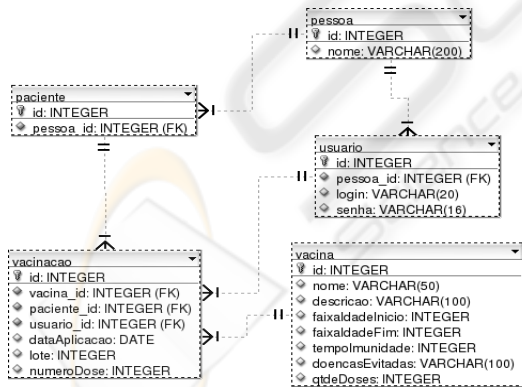 pessoa
id: INTEGER
nome: VARCHAR(200)
paciente
id: INTEGER
pessoa_id: INTEGER (FK)
usuario
id: INTEGER
pessoa_id: INTEGER (FK)
login: VARCHAR(20)
senha: VARCHAR(16)
vacinacao
id: INTEGER
vacina_id: INTEGER (FK)
paciente_id: INTEGER (FK)
usuario_id: INTEGER (FK)
dataAplicacao: DATE
lote: INTEGER
numeroDose: INTEGER
vacina
id: INTEGER
nome: VARCHAR(50)
descricao: VARCHAR(100)
faixaIdadeInicio: INTEGER
faixaIdadeFim: INTEGER
tempoImunidade: INTEGER
doencasEvitadas: VARCHAR(100)
qtdeDoses: INTEGER